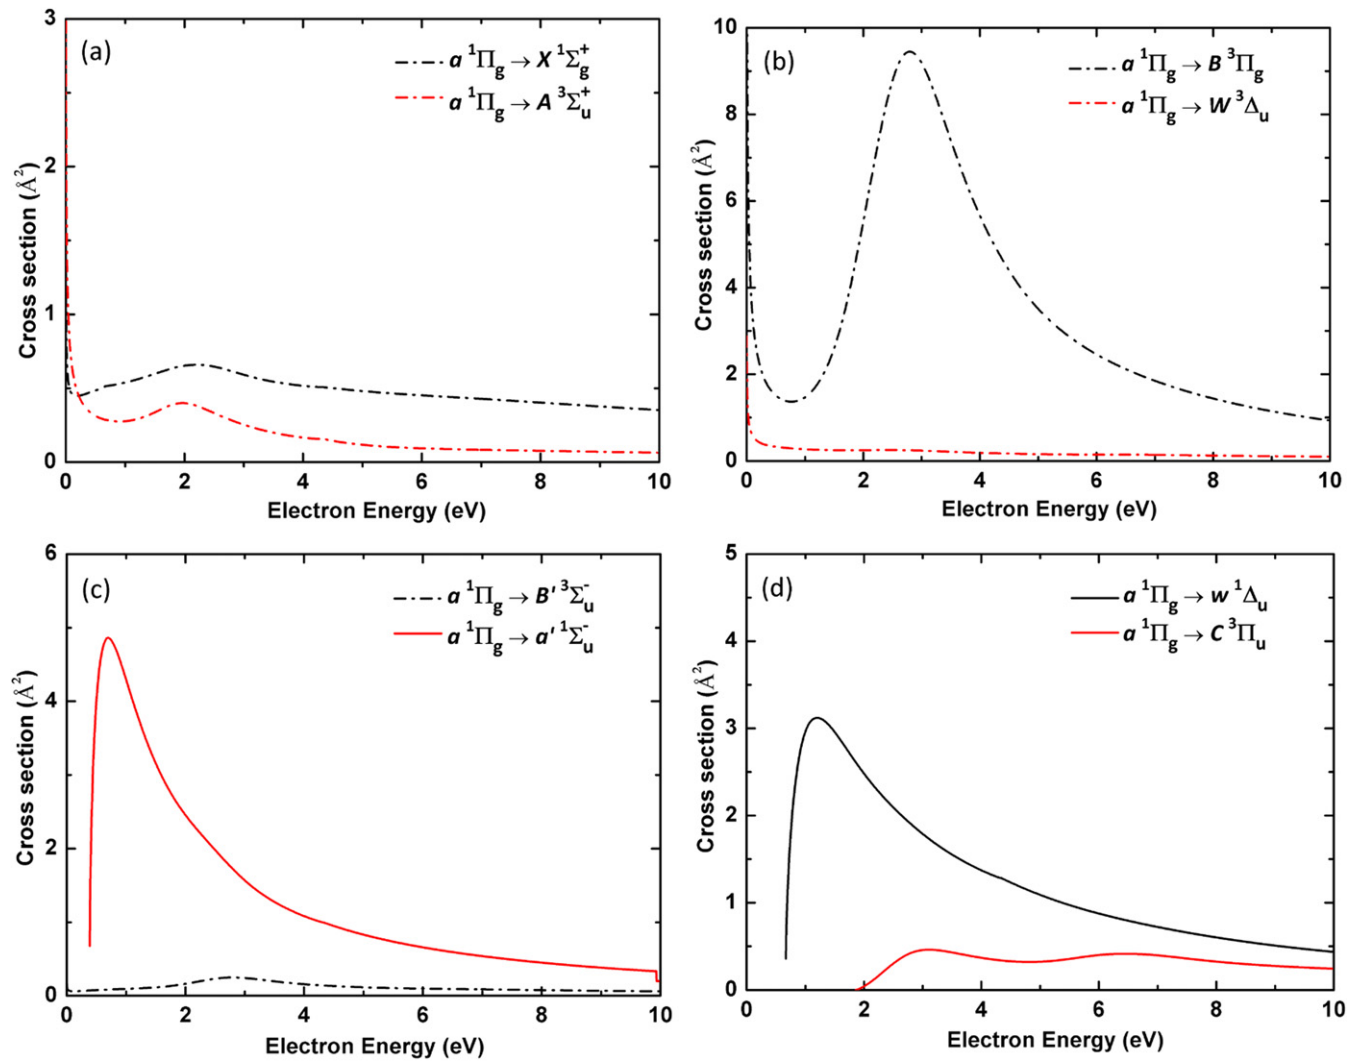 (a)
a ¹Πg → X ¹Σg⁺
a ¹Πg → A ³Σu⁺
3
2
1
0
Cross section (Å²)
0 2 4 6 8 10
Electron Energy (eV)
(b)
a ¹Πg → B ³Πg
a ¹Πg → W ³Δu
10
8
6
4
2
0
Cross section (Å²)
0 2 4 6 8 10
Electron Energy (eV)
(c)
a ¹Πg → B' ³Σu⁻
a ¹Πg → a' ¹Σu⁻
6
4
2
0
Cross section (Å²)
0 2 4 6 8 10
Electron Energy (eV)
(d)
a ¹Πg → w ¹Δu
a ¹Πg → C ³Πu
5
4
3
2
1
0
Cross section (Å²)
0 2 4 6 8 10
Electron Energy (eV)